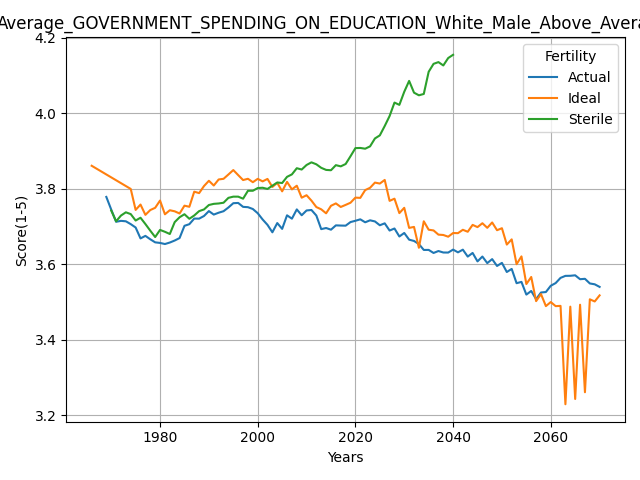 Average_GOVERNMENT_SPENDING_ON_EDUCATION_White_Male_Above_Avera
Fertility
Actual
Ideal
Sterile
Score(1-5)
4.2
4.0
3.8
3.6
3.4
3.2
1980 2000 2020 2040 2060
Years